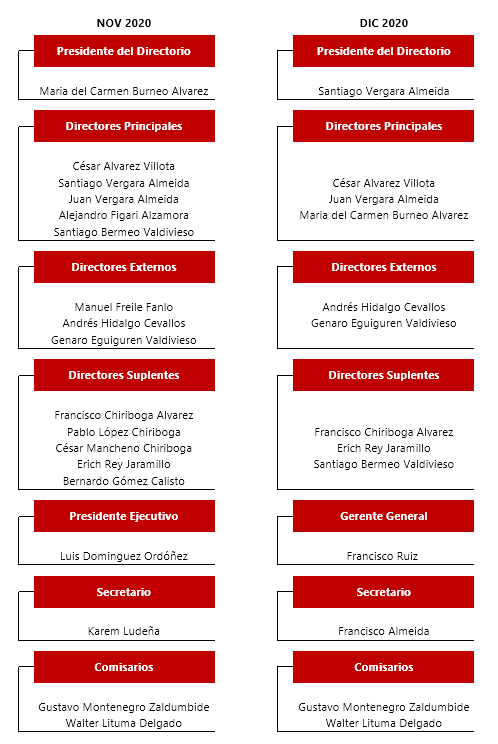 NOV 2020
Presidente del Directorio
Maria del Carmen Burneo Alvarez
Directores Principales
César Alvarez Villota
Santiago Vergara Almeida
Juan Vergara Almeida
Alejandro Figari Alzamora
Santiago Bermeo Valdivieso
Directores Externos
Manuel Freile Fanlo
Andrés Hidalgo Cevallos
Genaro Eguiguren Valdivieso
Directores Suplentes
Francisco Chiriboga Alvarez
Pablo López Chiriboga
César Mancheno Chiriboga
Erich Rey Jaramillo
Bernardo Gómez Calisto
Presidente Ejecutivo
Luis Dominguez Ordóñez
Secretario
Karem Ludeña
Comisarios
Gustavo Montenegro Zaldumbide
Walter Lituma Delgado
DIC 2020
Presidente del Directorio
Santiago Vergara Almeida
Directores Principales
César Alvarez Villota
Juan Vergara Almeida
Maria del Carmen Burneo Alvarez
Directores Externos
Andrés Hidalgo Cevallos
Genaro Eguiguren Valdivieso
Directores Suplentes
Francisco Chiriboga Alvarez
Erich Rey Jaramillo
Santiago Bermeo Valdivieso
Gerente General
Francisco Ruiz
Secretario
Francisco Almeida
Comisarios
Gustavo Montenegro Zaldumbide
Walter Lituma Delgado